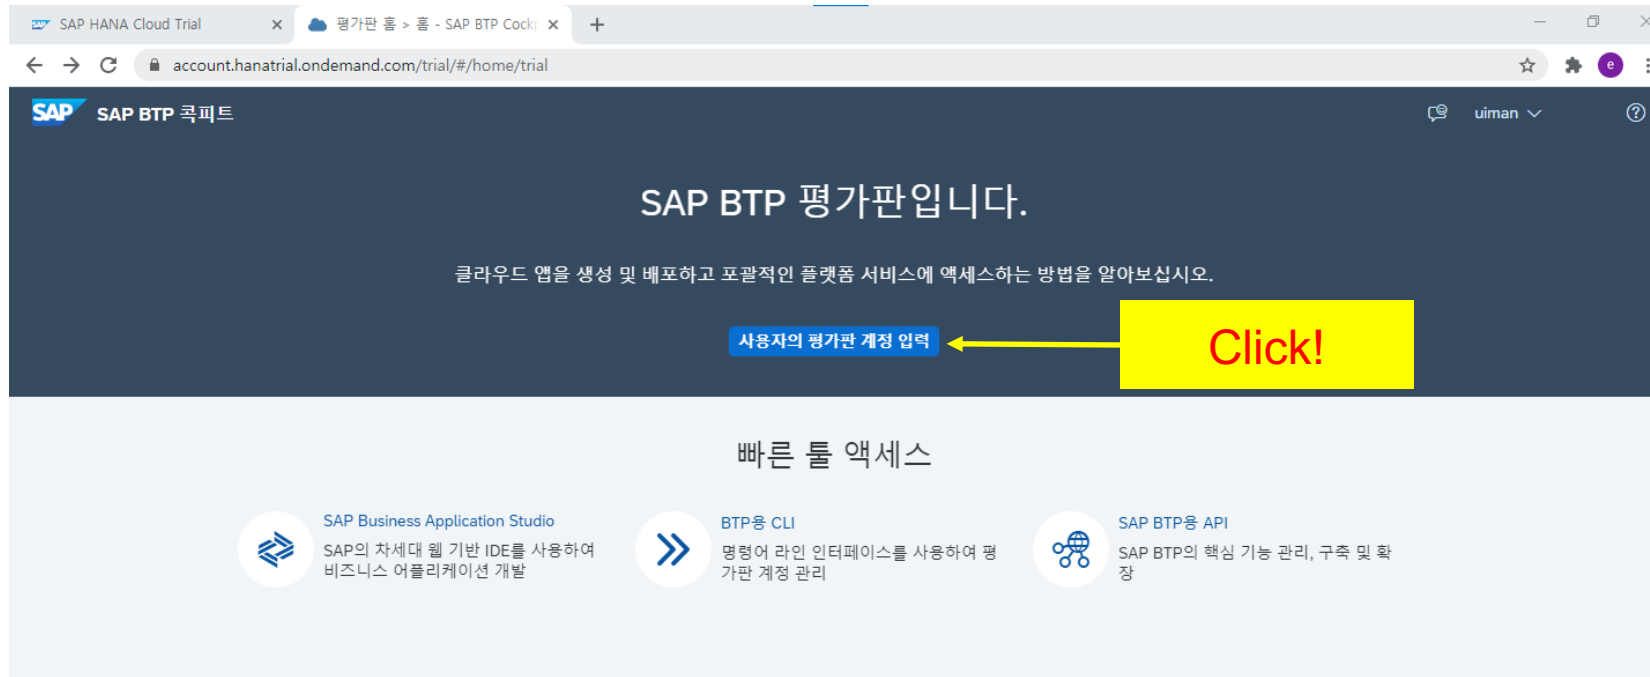 SAP HANA Cloud Trial
평가판 홈 > 홈 - SAP BTP Cockp
account.hanatrial.ondemand.com/trial/#/home/trial
e
SAP SAP BTP 콕피트
uiman
SAP BTP 평가판입니다.
클라우드 앱을 생성 및 배포하고 포괄적인 플랫폼 서비스에 액세스하는 방법을 알아보십시오.
사용자의 평가판 계정 입력
Click!
빠른 툴 액세스
SAP Business Application Studio
SAP의 차세대 웹 기반 IDE를 사용하여
비즈니스 어플리케이션 개발
BTP용 CLI
명령어 라인 인터페이스를 사용하여 평
가판 계정 관리
SAP BTP용 API
SAP BTP의 핵심 기능 관리, 구축 및 확
장